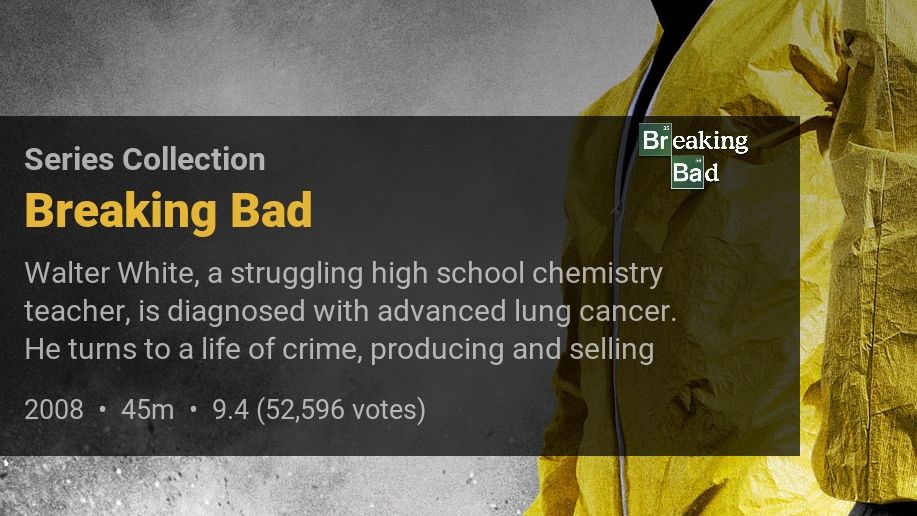 Series Collection
Breaking Bad
Walter White, a struggling high school chemistry
teacher, is diagnosed with advanced lung cancer.
He turns to a life of crime, producing and selling
2008 • 45m • 9.4 (52,596 votes)
35
Breaking
Bad